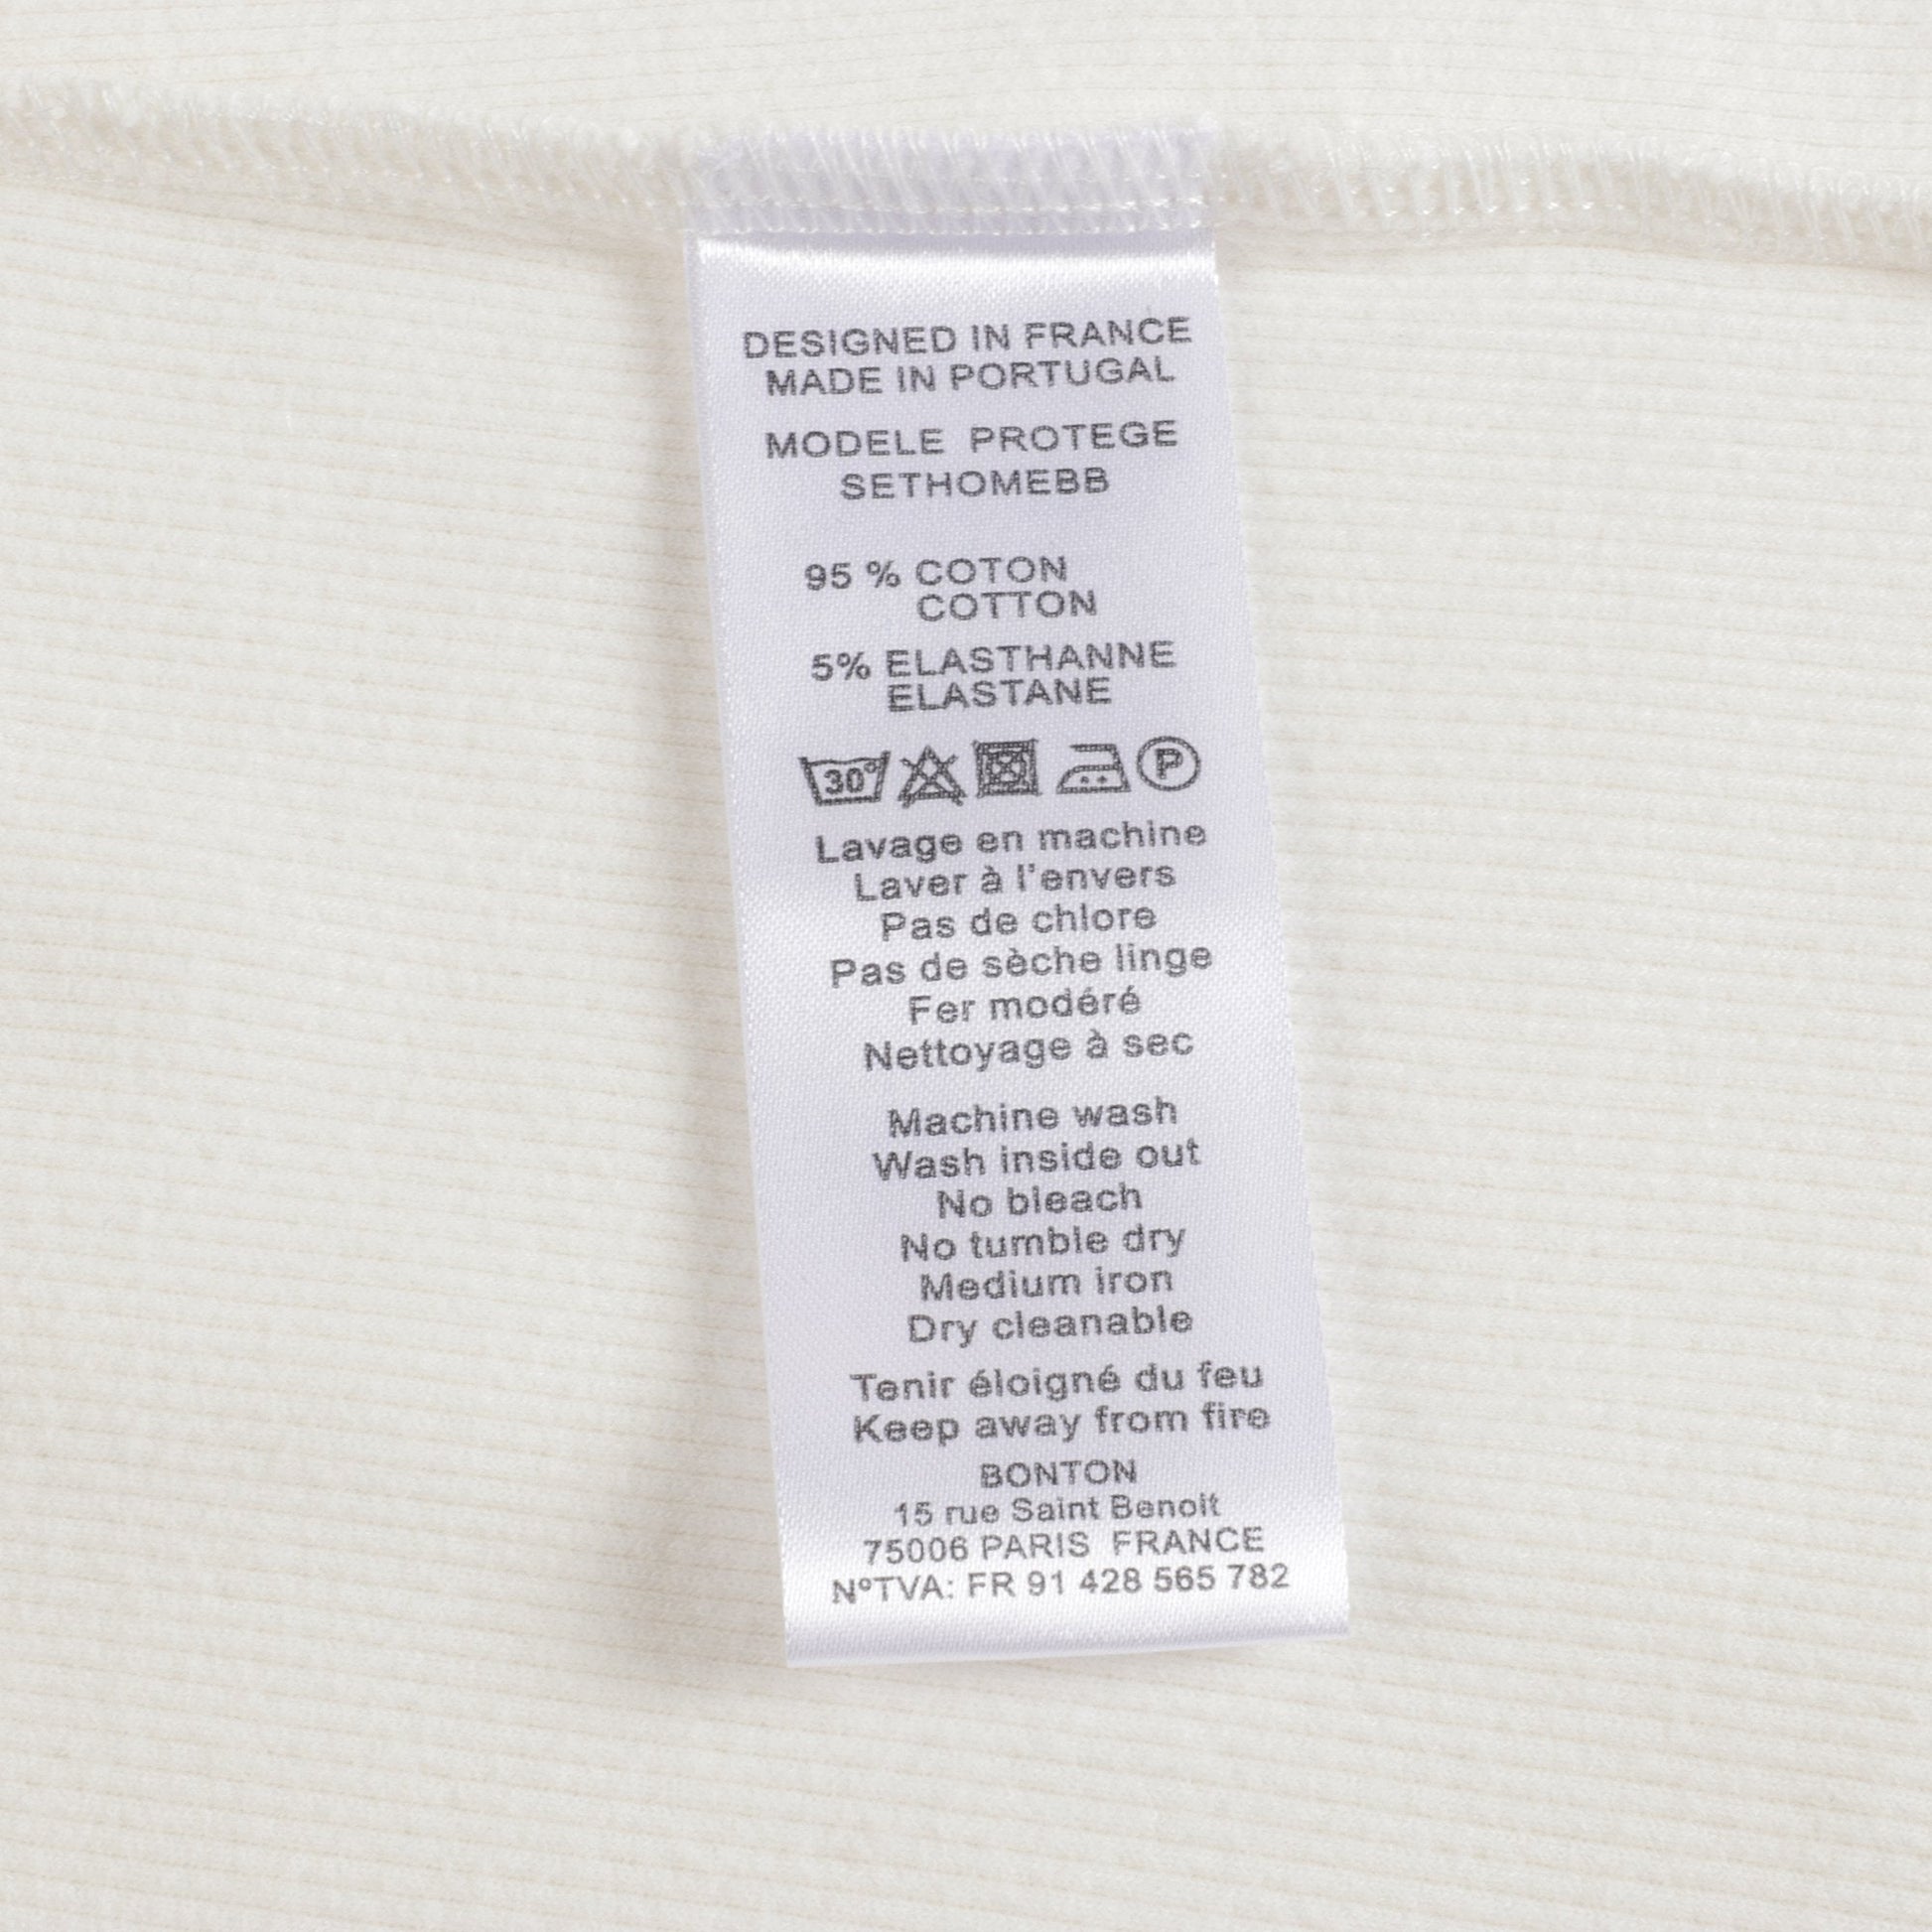 DESIGNED IN FRANCE
MADE IN PORTUGAL
MODELE PROTEGE
SETHOMEBB
95 % COTON
COTTON
5% ELASTHANNE
ELASTANE
30° P
Lavage en machine
Laver à l'envers
Pas de chlore
Pas de sèche linge
Fer modéré
Nettoyage à sec
Machine wash
Wash inside out
No bleach
No tumble dry
Medium iron
Dry cleanable
Tenir éloigné du feu
Keep away from fire
BONTON
15 rue Saint Benoit
75006 PARIS FRANCE
N°TVA: FR 91 428 565 782